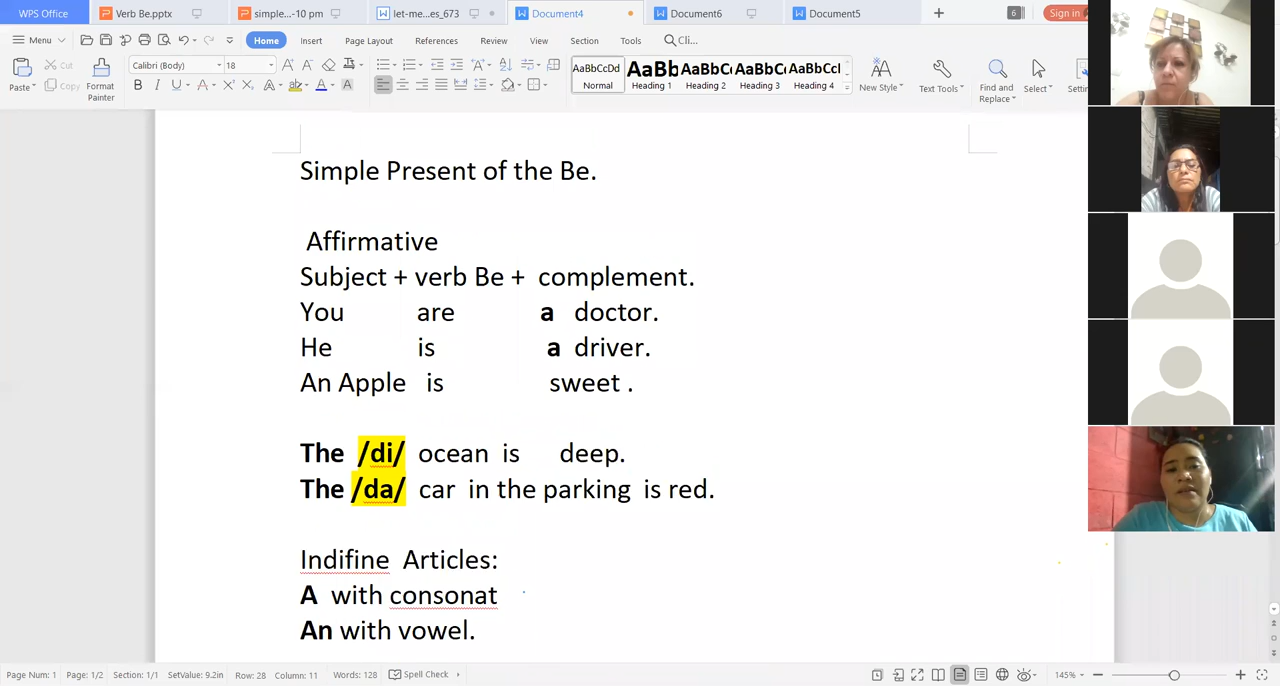 WPS Office
Verb Be.pptx
simple...-10 pm
let-me...es_673
Document4
Document6
Document5
6
Sign in
Menu
Home
Insert
Page Layout
References
Review
View
Section
Tools
Cli...
Paste
Cut
Copy
Format Painter
Calibri (Body)
18
AaBbCcDd
Normal
AaBb
Heading 1
AaBbC
Heading 2
AaBbC
Heading 3
AaBbCcI
Heading 4
New Style
Text Tools
Find and Replace
Select
Simple Present of the Be.
Affirmative
Subject + verb Be + complement.
You are a doctor.
He is a driver.
An Apple is sweet .
The /di/ ocean is deep.
The /da/ car in the parking is red.
Indifine Articles:
A with consonat
An with vowel.
Page Num: 1
Page: 1/2
Section: 1/1
SetValue: 9.2in
Row: 28
Column: 11
Words: 128
Spell Check
145%